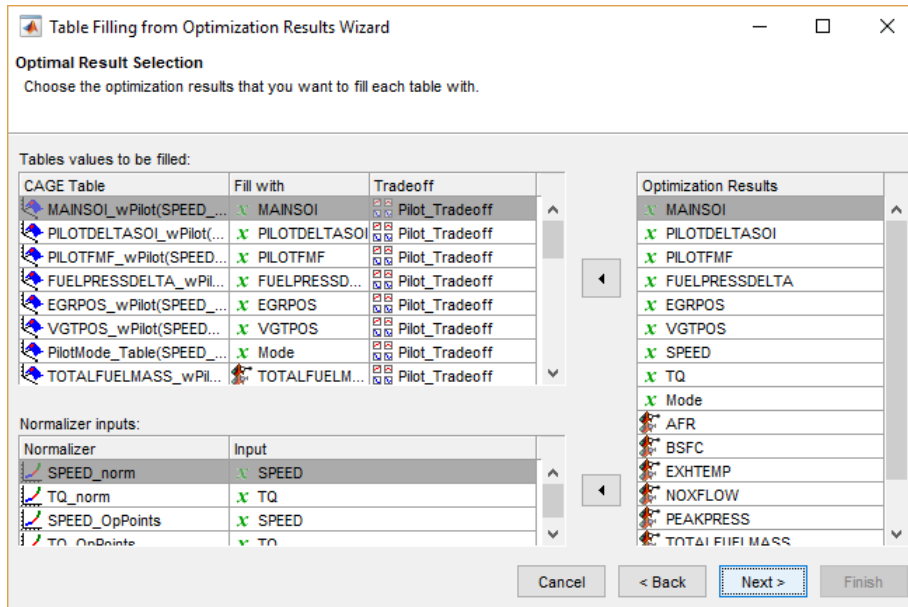 Table Filling from Optimization Results Wizard
Optimal Result Selection
Choose the optimization results that you want to fill each table with.
Tables values to be filled:
CAGE Table Fill with Tradeoff
MAINSOI_wPilot(SPEED_... x MAINSOI Pilot_Tradeoff
PILOTDELTASOI_wPilot(... x PILOTDELTASOI Pilot_Tradeoff
PILOTFMF_wPilot(SPEED... x PILOTFMF Pilot_Tradeoff
FUELPRESSDELTA_wPil... x FUELPRESSD... Pilot_Tradeoff
EGRPOS_wPilot(SPEED_... x EGRPOS Pilot_Tradeoff
VGTPOS_wPilot(SPEED... x VGTPOS Pilot_Tradeoff
PilotMode_Table(SPEED_... x Mode Pilot_Tradeoff
TOTALFUELMASS_wPil... TOTALFUELM... Pilot_Tradeoff
Normalizer inputs:
Normalizer Input
SPEED_norm x SPEED
TQ_norm x TQ
SPEED_OpPoints x SPEED
TQ_OpPoints x TQ
Optimization Results
x MAINSOI
x PILOTDELTASOI
x PILOTFMF
x FUELPRESSDELTA
x EGRPOS
x VGTPOS
x SPEED
x TQ
x Mode
AFR
BSFC
EXHTEMP
NOXFLOW
PEAKPRESS
TOTALFUELMASS
Cancel < Back Next > Finish